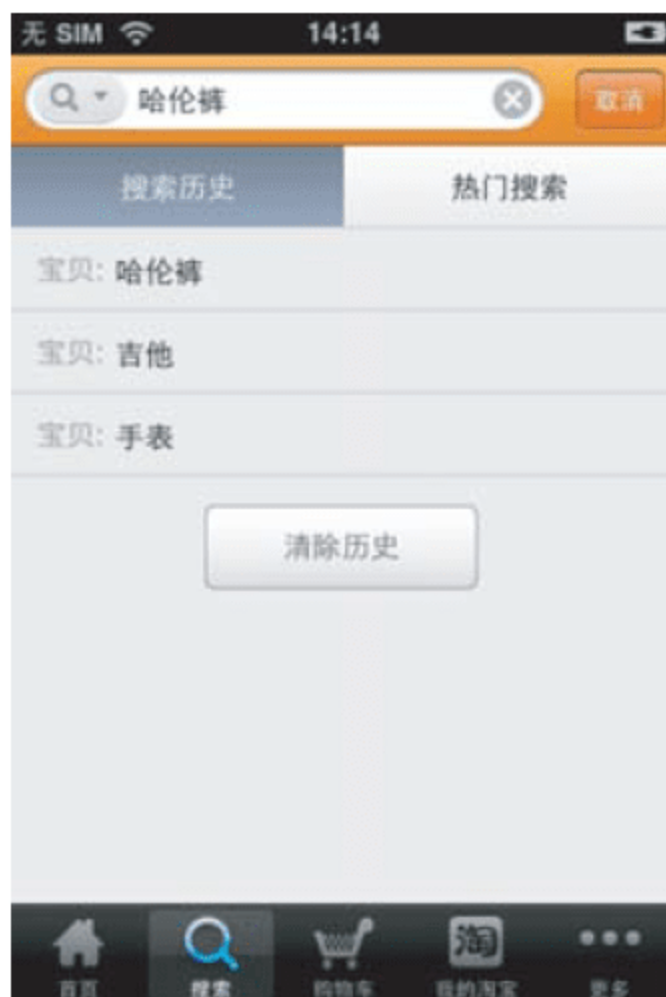 无 SIM 14:14
哈伦裤 取消
搜索历史 热门搜索
宝贝: 哈伦裤
宝贝: 吉他
宝贝: 手表
清除历史
淘
首页 搜索 购物车 我的淘宝 更多